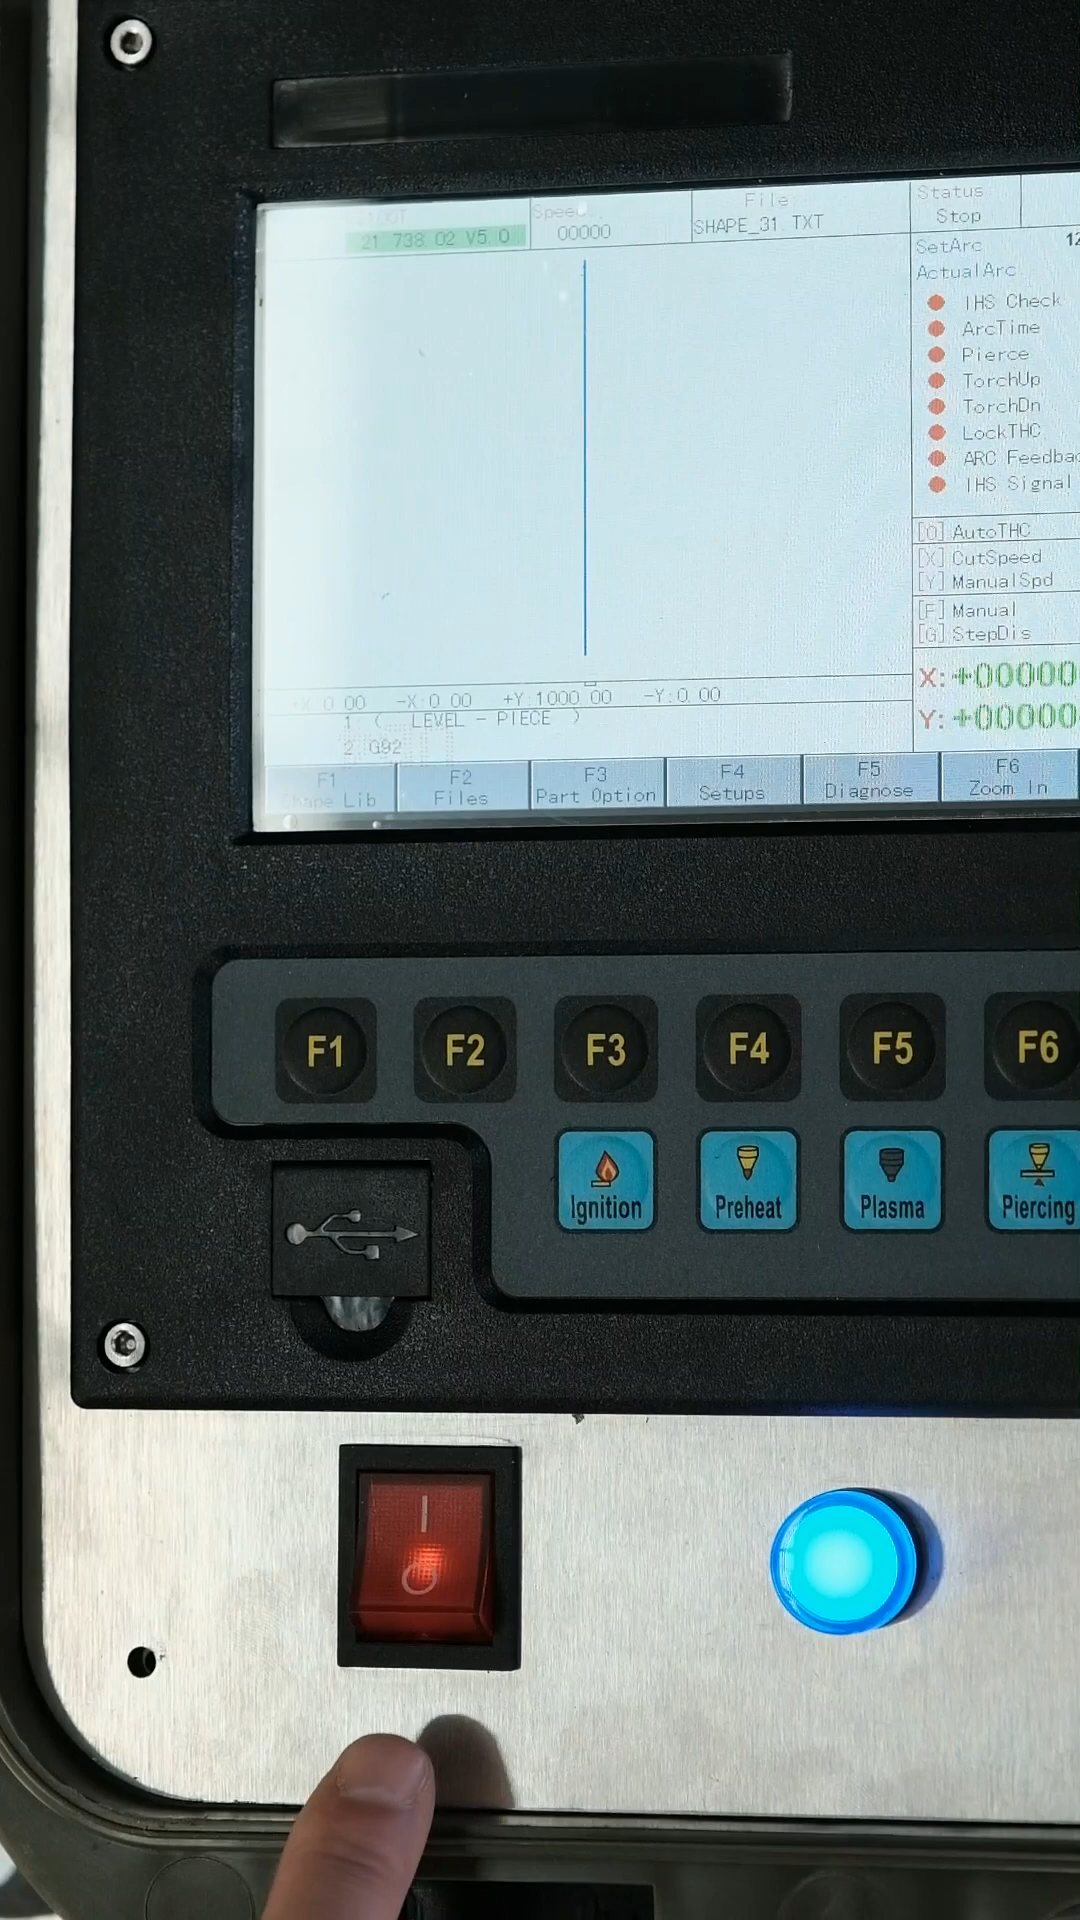 Speed
File
Status
21 738 02 V5.0
00000
SHAPE_31.TXT
Stop
SetArc 12
ActualArc
IHS Check
ArcTime
Pierce
TorchUp
TorchDn
LockTHC
ARC Feedbac
IHS Signal
[O] AutoTHC
[X] CutSpeed
[Y] ManualSpd
[F] Manual
[G] StepDis
X: +00000
Y: +00000
+X:0.00 -X:0.00 +Y:1000.00 -Y:0.00
1 ( LEVEL - PIECE )
2 G92
F1 F2 F3 F4 F5 F6
Shape Lib Files Part Option Setups Diagnose Zoom In
F1 F2 F3 F4 F5 F6
Ignition Preheat Plasma Piercing